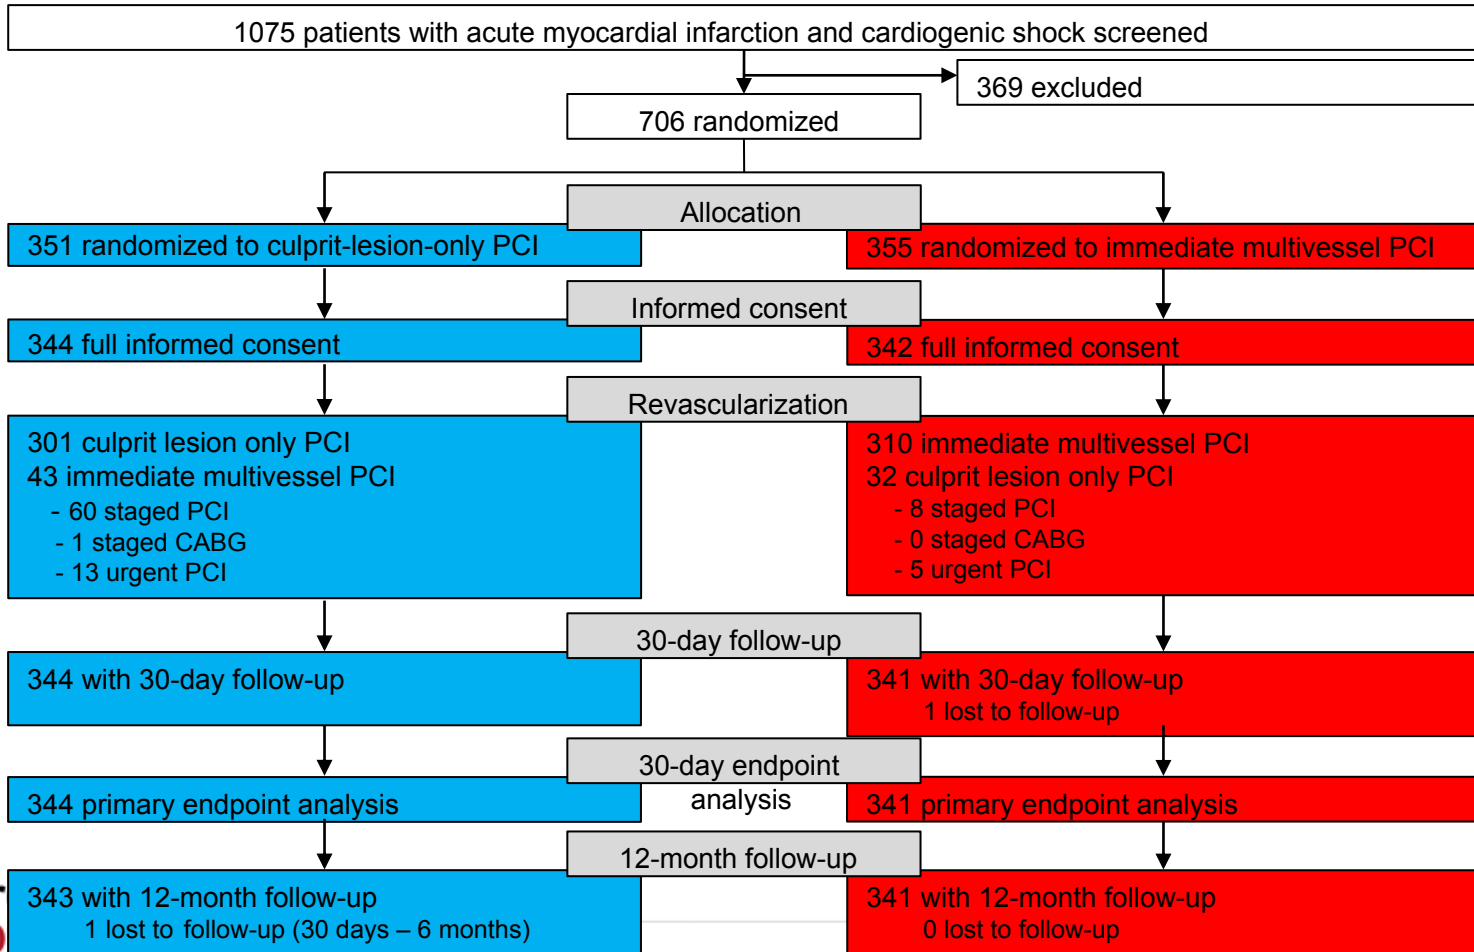 1075 patients with acute myocardial infarction and cardiogenic shock screened
369 excluded
706 randomized
Allocation
351 randomized to culprit-lesion-only PCI
355 randomized to immediate multivessel PCI
Informed consent
344 full informed consent
342 full informed consent
Revascularization
301 culprit lesion only PCI
43 immediate multivessel PCI
- 60 staged PCI
- 1 staged CABG
- 13 urgent PCI
310 immediate multivessel PCI
32 culprit lesion only PCI
- 8 staged PCI
- 0 staged CABG
- 5 urgent PCI
30-day follow-up
344 with 30-day follow-up
341 with 30-day follow-up
1 lost to follow-up
30-day endpoint
analysis
344 primary endpoint analysis
341 primary endpoint analysis
12-month follow-up
343 with 12-month follow-up
1 lost to follow-up (30 days – 6 months)
341 with 12-month follow-up
0 lost to follow-up